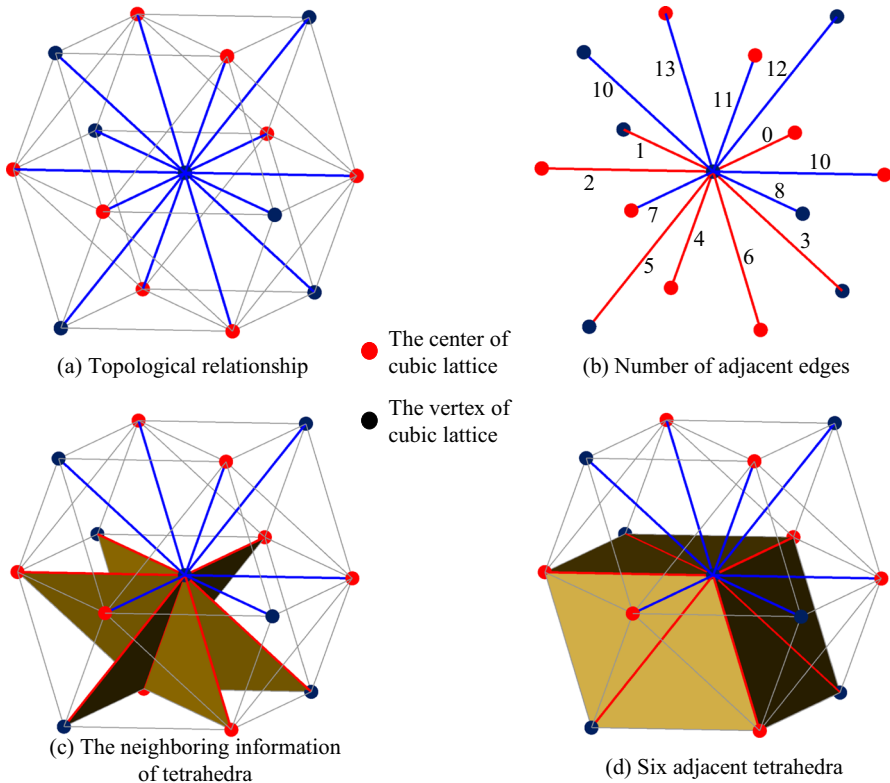 13
12
10
11
0
1
10
2
8
7
4
3
5
6
The center of
cubic lattice
(a) Topological relationship
(b) Number of adjacent edges
The vertex of
cubic lattice
(c) The neighboring information
of tetrahedra
(d) Six adjacent tetrahedra